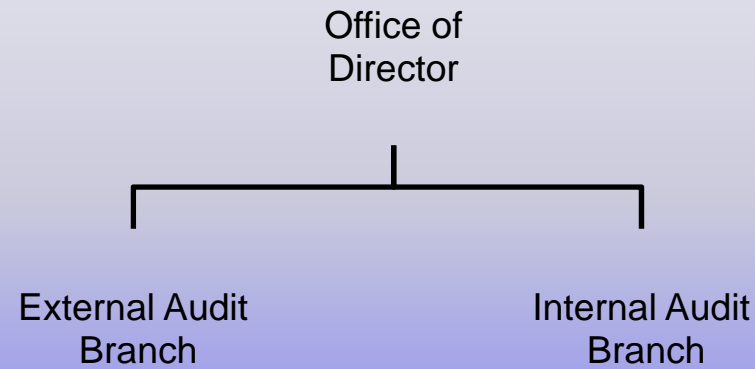 Office of
Director
External Audit
Branch
Internal Audit
Branch